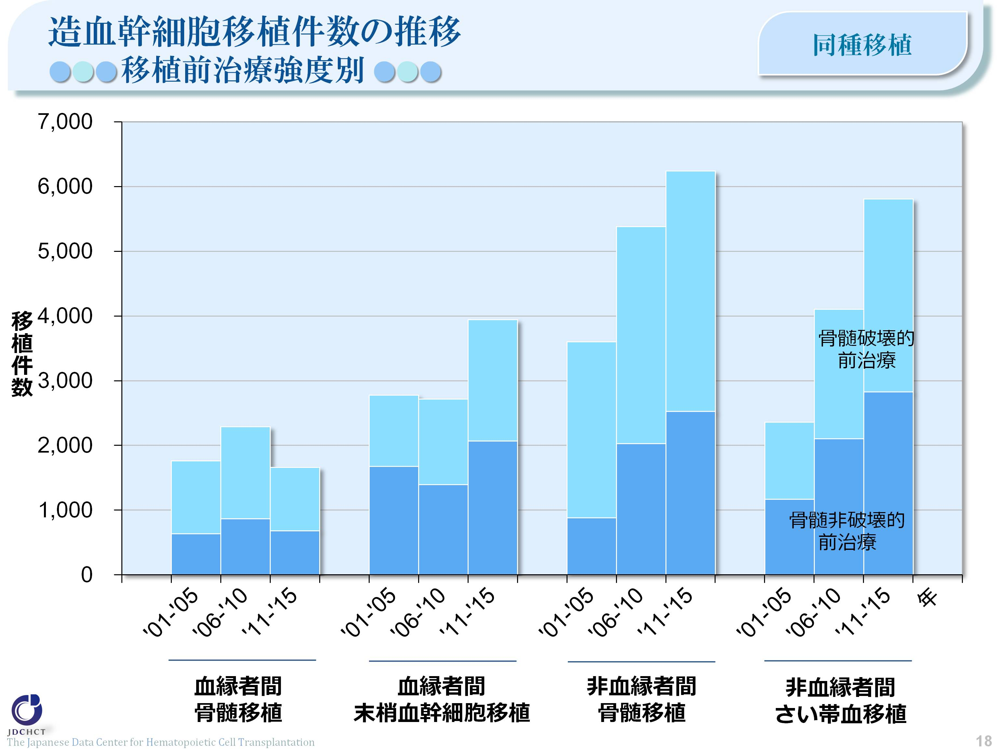 造血幹細胞移植件数の推移
移植前治療強度別
同種移植
移植件数
7,000
6,000
5,000
4,000
3,000
2,000
1,000
0
骨髄破壊的
前治療
骨髄非破壊的
前治療
'01-'05
'06-'10
'11-'15
'01-'05
'06-'10
'11-'15
'01-'05
'06-'10
'11-'15
'01-'05
'06-'10
'11-'15
年
血縁者間
骨髄移植
血縁者間
末梢血幹細胞移植
非血縁者間
骨髄移植
非血縁者間
さい帯血移植
JDCHCT
The Japanese Data Center for Hematopoietic Cell Transplantation
18